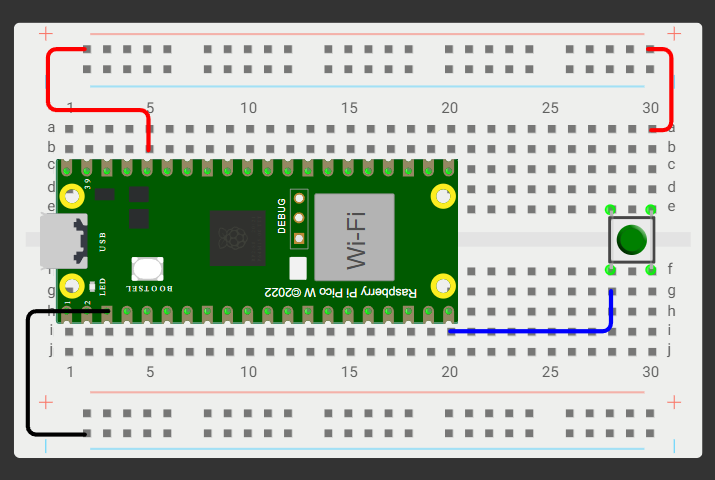 1 5 10 15 20 25 30
a a
b b
c c
39
d d
e e
DEBUG
Wi-Fi
USB
f f
BOOTSEL
LED
Raspberry Pi Pico W ©2022
g g
1 2
h h
i i
j j
1 5 10 15 20 25 30